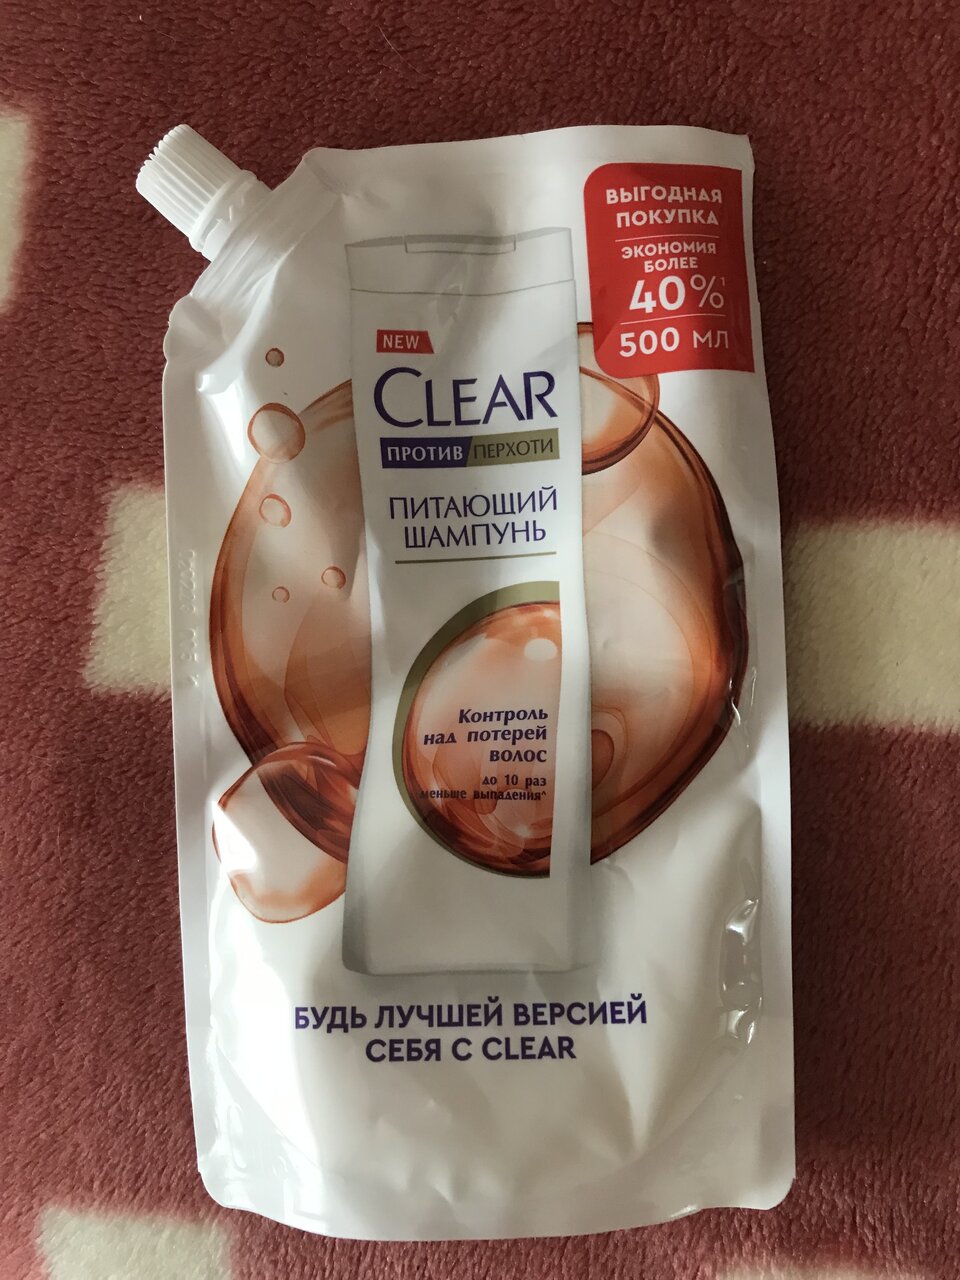 ВЫГОДНАЯ
ПОКУПКА
ЭКОНОМИЯ
БОЛЕЕ
40%¹
500 МЛ
NEW
CLEAR
ПРОТИВ ПЕРХОТИ
ПИТАЮЩИЙ
ШАМПУНЬ
Контроль
над потерей
волос
до 10 раз
меньше выпадения^
БУДЬ ЛУЧШЕЙ ВЕРСИЕЙ
СЕБЯ С CLEAR